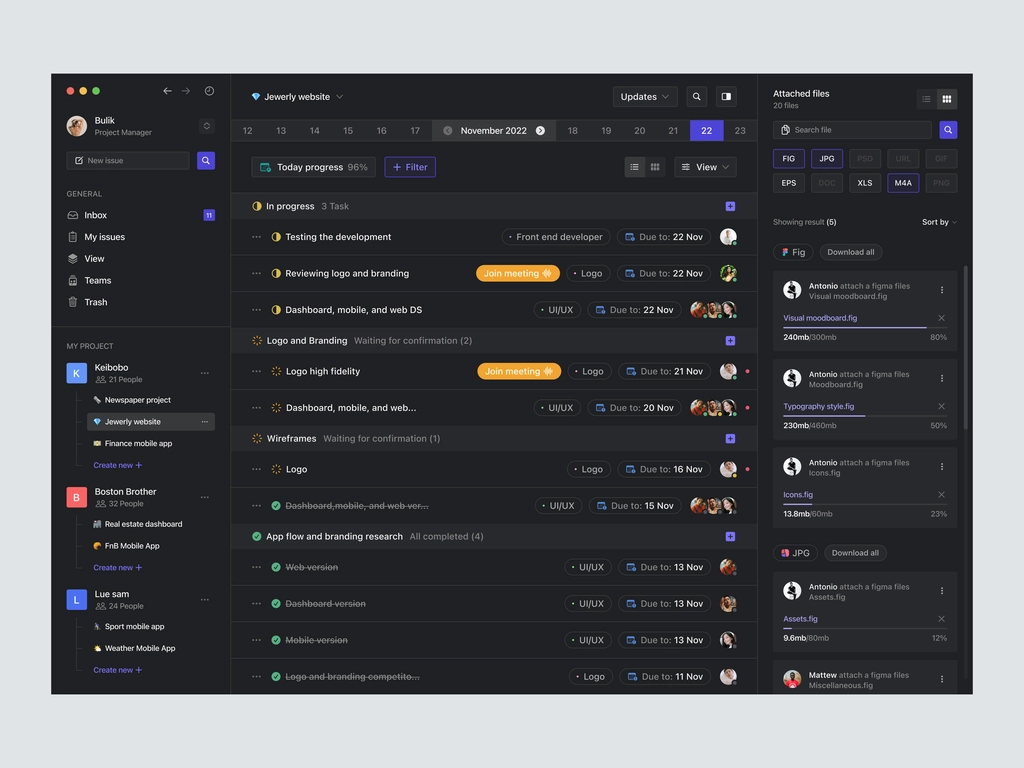 Bulik
Project Manager
New issue
GENERAL
Inbox
11
My issues
View
Teams
Trash
MY PROJECT
K
Keibobo
21 People
Newspaper project
Jewerly website
Finance mobile app
Create new +
B
Boston Brother
32 People
Real estate dashboard
FnB Mobile App
Create new +
L
Lue sam
24 People
Sport mobile app
Weather Mobile App
Create new +
Jewerly website
Updates
12 13 14 15 16 17 November 2022 18 19 20 21 22 23
Today progress 96%
+ Filter
View
In progress 3 Task
Testing the development • Front end developer Due to: 22 Nov
Reviewing logo and branding Join meeting • Logo Due to: 22 Nov
Dashboard, mobile, and web DS • UI/UX Due to: 22 Nov
Logo and Branding Waiting for confirmation (2)
Logo high fidelity Join meeting • Logo Due to: 21 Nov
Dashboard, mobile, and web... • UI/UX Due to: 20 Nov
Wireframes Waiting for confirmation (1)
Logo • Logo Due to: 16 Nov
Dashboard,mobile, and web ver... • UI/UX Due to: 15 Nov
App flow and branding research All completed (4)
Web version • UI/UX Due to: 13 Nov
Dashboard version • UI/UX Due to: 13 Nov
Mobile version • UI/UX Due to: 13 Nov
Logo and branding competito... • Logo Due to: 11 Nov
Attached files
20 files
Search file
FIG JPG PSD URL GIF
EPS DOC XLS M4A PNG
Showing result (5) Sort by
Fig Download all
Antonio attach a figma files
Visual moodboard.fig
Visual moodboard.fig
240mb/300mb 80%
Antonio attach a figma files
Moodboard.fig
Typography style.fig
230mb/460mb 50%
Antonio attach a figma files
Icons.fig
Icons.fig
13.8mb/60mb 23%
JPG Download all
Antonio attach a figma files
Assets.fig
Assets.fig
9.6mb/80mb 12%
Mattew attach a figma files
Miscellaneous.fig